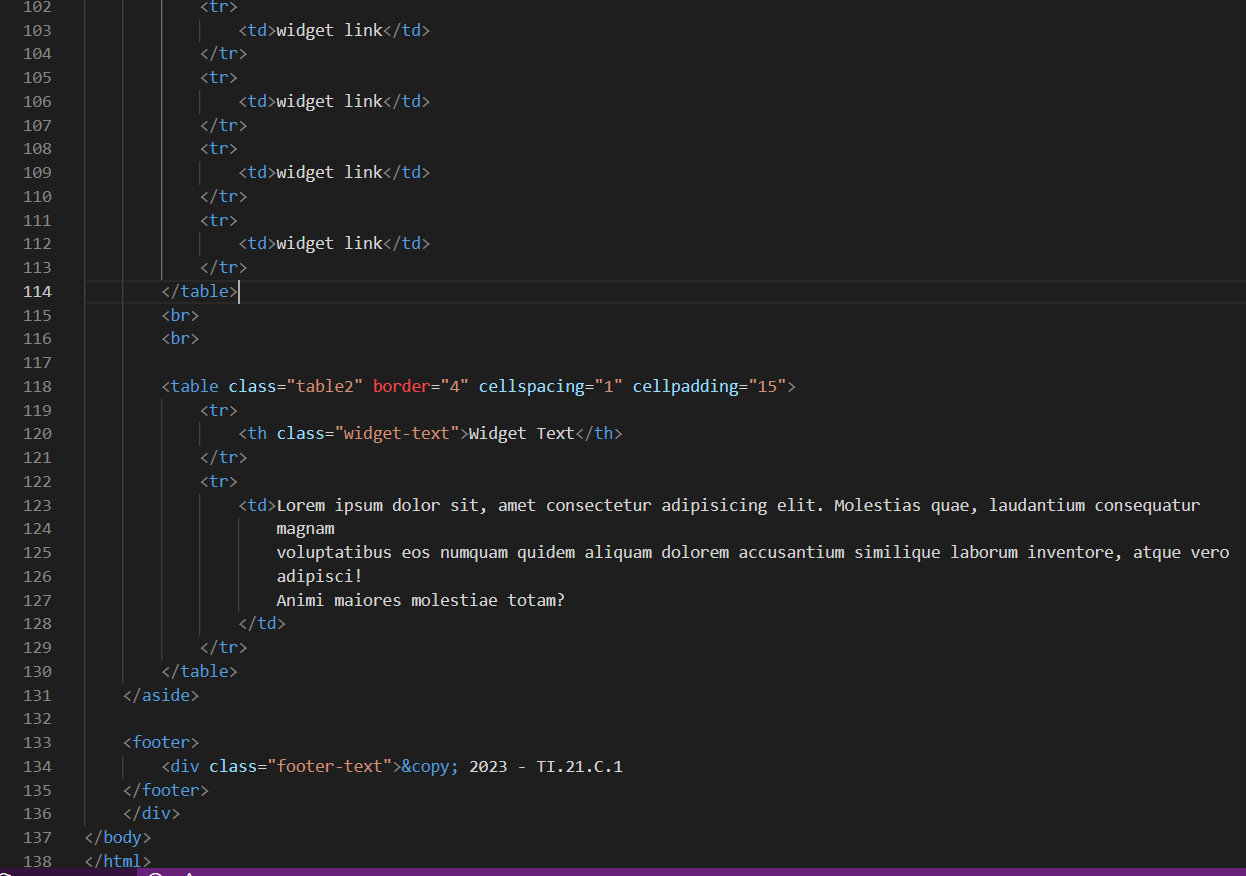 102 <tr>
103 <td>widget link</td>
104 </tr>
105 <tr>
106 <td>widget link</td>
107 </tr>
108 <tr>
109 <td>widget link</td>
110 </tr>
111 <tr>
112 <td>widget link</td>
113 </tr>
114 </table>
115 <br>
116 <br>
117
118 <table class="table2" border="4" cellspacing="1" cellpadding="15">
119 <tr>
120 <th class="widget-text">Widget Text</th>
121 </tr>
122 <tr>
123 <td>Lorem ipsum dolor sit, amet consectetur adipisicing elit. Molestias quae, laudantium consequatur
124 magnam
125 voluptatibus eos numquam quidem aliquam dolorem accusantium similique laborum inventore, atque vero
126 adipisci!
127 Animi maiores molestiae totam?
128 </td>
129 </tr>
130 </table>
131 </aside>
132
133 <footer>
134 <div class="footer-text">&copy; 2023 - TI.21.C.1
135 </footer>
136 </div>
137 </body>
138 </html>